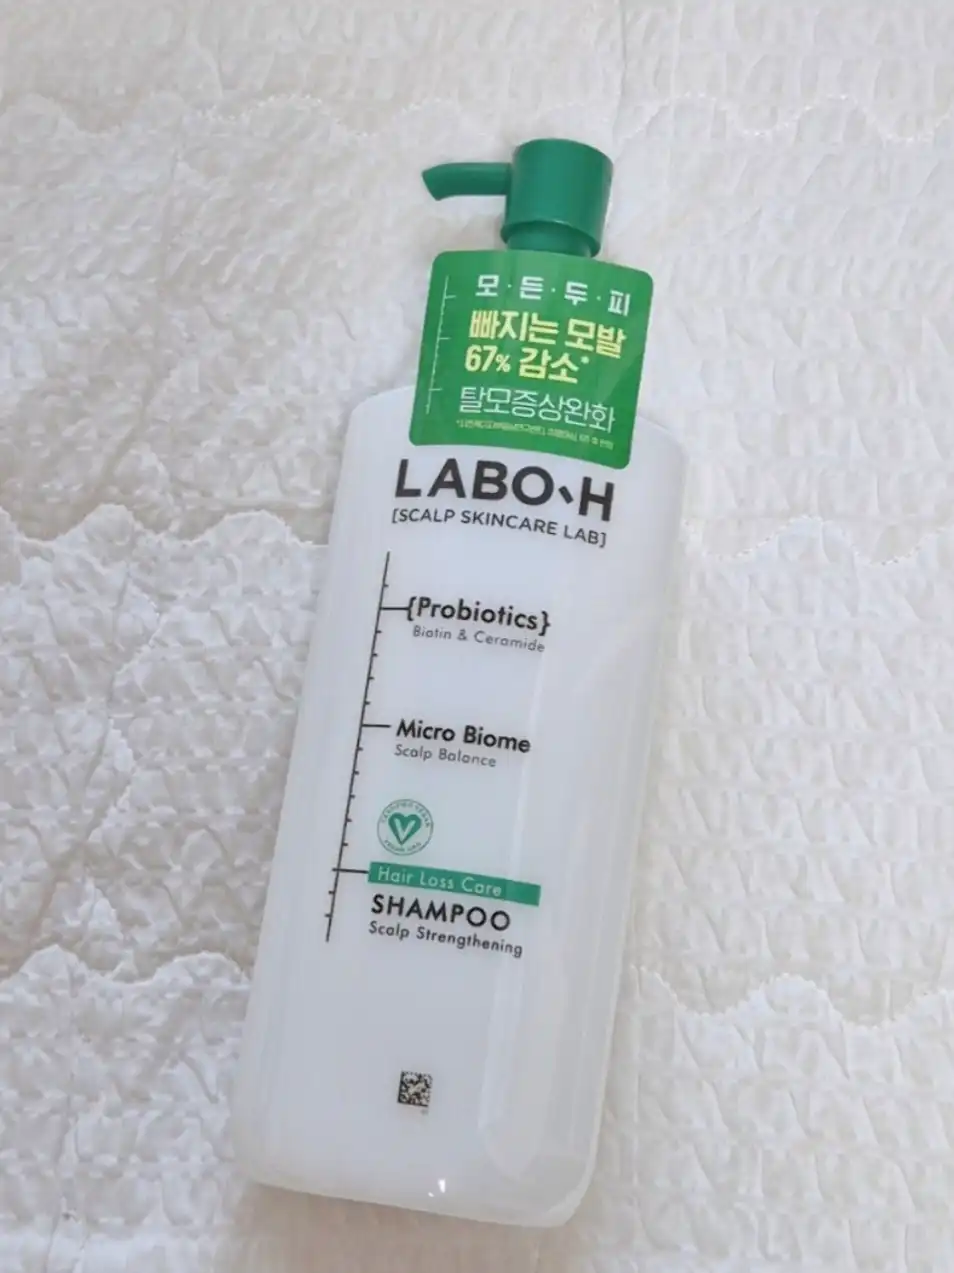 모·든·두·피
빠지는 모발
67% 감소*
탈모증상완화
LABO-H
[SCALP SKINCARE LAB]
{Probiotics}
Biotin & Ceramide
Micro Biome
Scalp Balance
Hair Loss Care
SHAMPOO
Scalp Strengthening